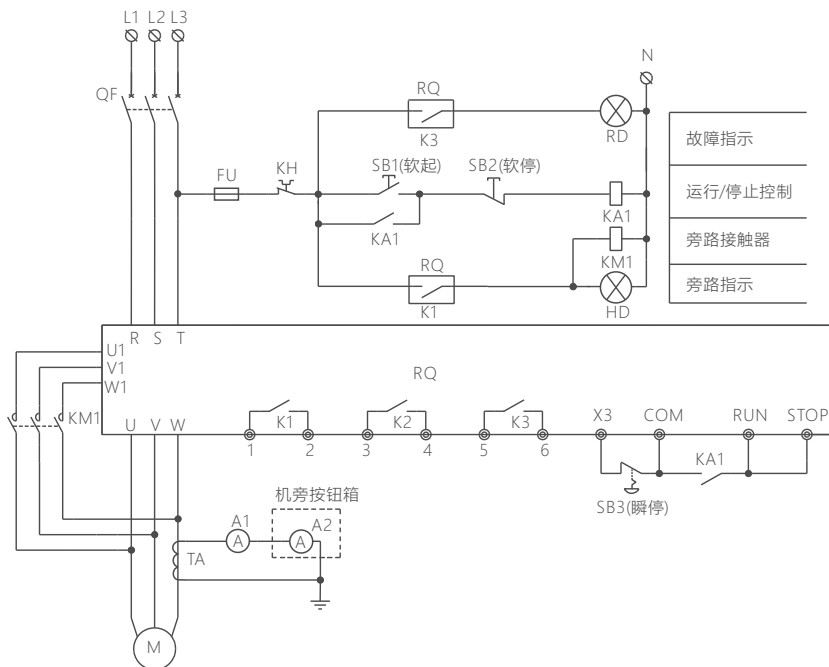 L1 L2 L3
N
QF
RQ
K3
RD
故障指示
FU
KH
SB1(软起)
SB2(软停)
KA1
KA1
运行/停止控制
RQ
K1
KM1
HD
旁路接触器
旁路指示
R S T
U1
V1
W1
RQ
KM1
U V W
K1
K2
K3
X3 COM RUN STOP
1 2 3 4 5 6
KA1
SB3(瞬停)
机旁按钮箱
A1
A2
A
A
TA
M